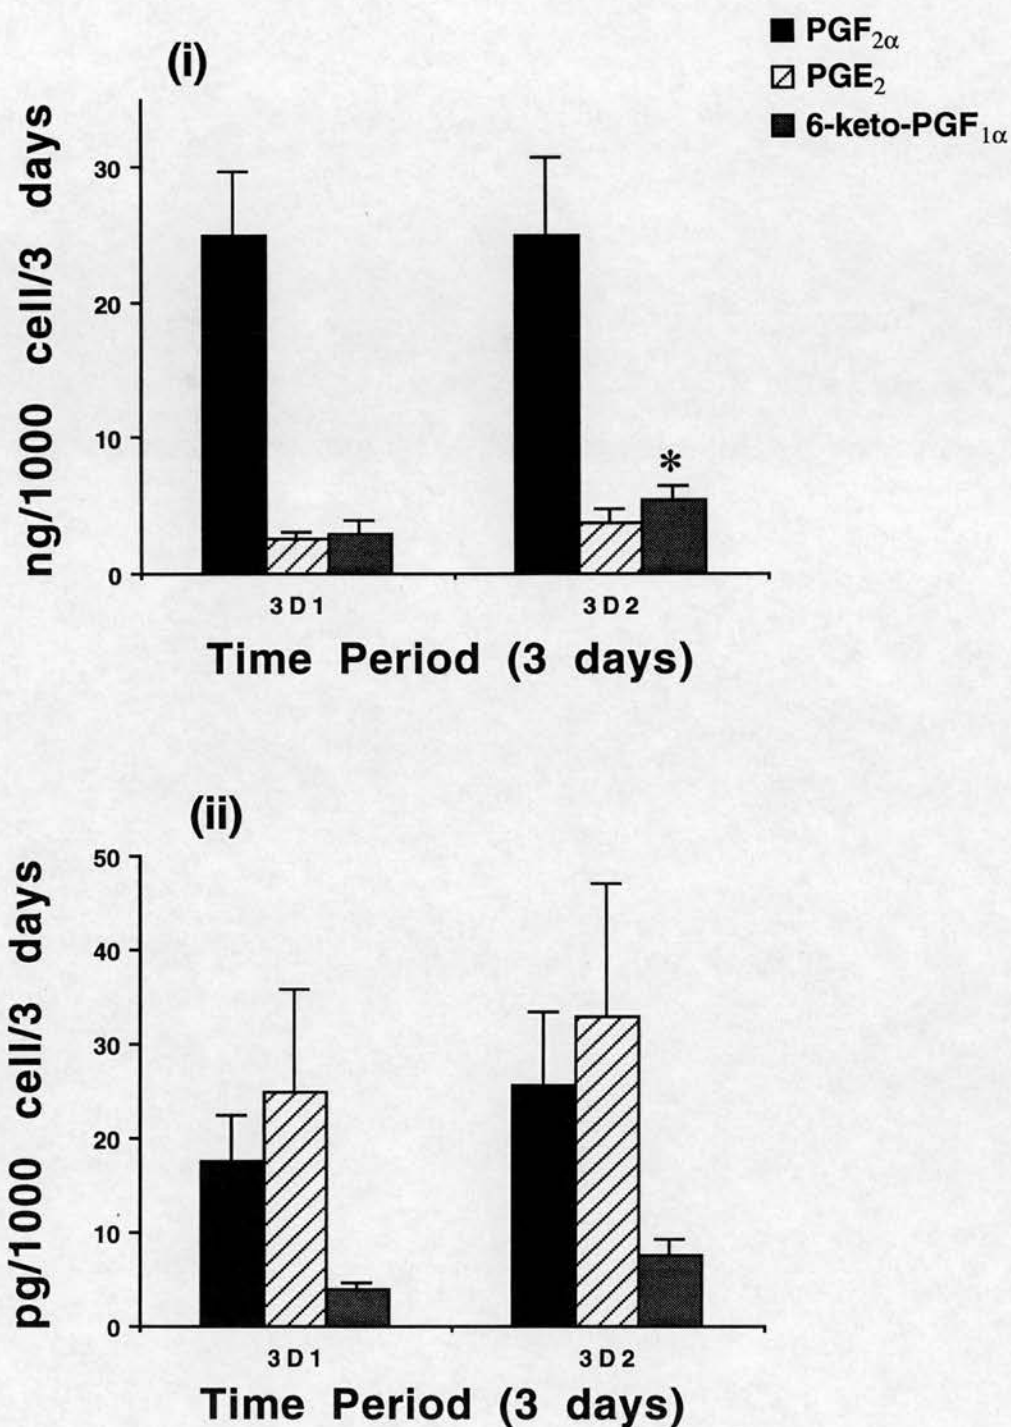 PGF2α
PGE2
6-keto-PGF1α
(i)
ng/1000 cell/3 days
30
20
10
0
*
3D1 3D2
Time Period (3 days)
(ii)
pg/1000 cell/3 days
50
40
30
20
10
0
3D1 3D2
Time Period (3 days)